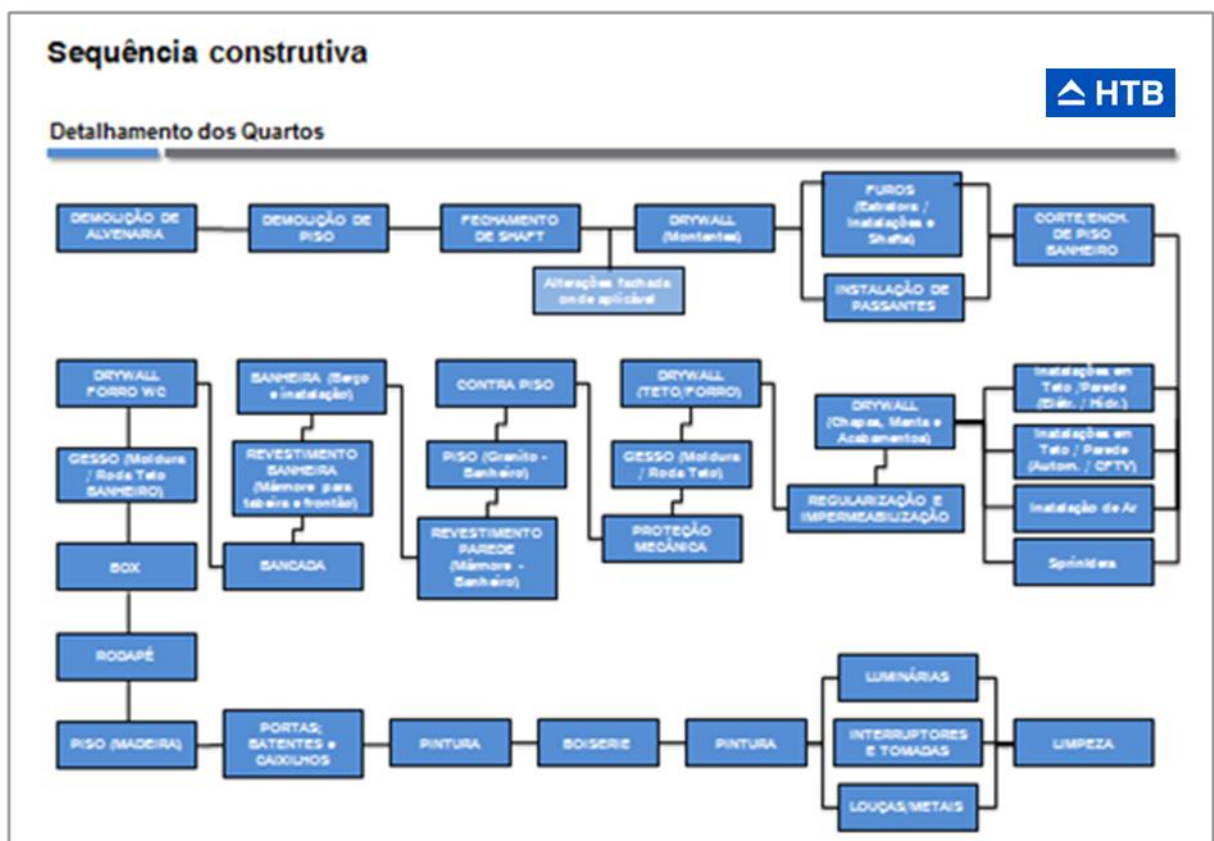 Sequência construtiva
HTB
Detalhamento dos Quartos
DEMOLIÇÃO DE
ALVENARIA
DEMOLIÇÃO DE
PISO
FECHAMENTO
DE SHAFT
Alterações fachada
onde aplicável
DRYWALL
(Montantes)
FUROS
(Extratora /
Instalações e
Shafts)
INSTALAÇÃO DE
PASSANTES
CORTE/ENCH.
DE PISO
BANHEIRO
Instalações em
Teto /Parede
(Elétr. / Hidr.)
Instalações em
Teto / Parede
(Autom. / CFTV)
Instalação de Ar
Sprinklers
DRYWALL
(Chapas, Manta e
Acabamentos)
REGULARIZAÇÃO E
IMPERMEABILIZAÇÃO
DRYWALL
(TETO/FORRO)
GESSO (Moldura
/ Roda Teto)
PROTEÇÃO
MECÂNICA
CONTRA PISO
PISO (Granito -
Banheiro)
REVESTIMENTO
PAREDE
(Mármore -
Banheiro)
BANHEIRA (Berço
e instalação)
REVESTIMENTO
BANHEIRA
(Mármore para
tabeira e frontão)
BANCADA
DRYWALL
FORRO WC
GESSO (Moldura
/ Roda Teto
BANHEIRO)
BOX
RODAPÉ
PISO (MADEIRA)
PORTAS;
BATENTES e
CAIXILHOS
PINTURA
BOISERIE
PINTURA
LUMINÁRIAS
INTERRUPTORES
E TOMADAS
LOUÇAS/METAIS
LIMPEZA